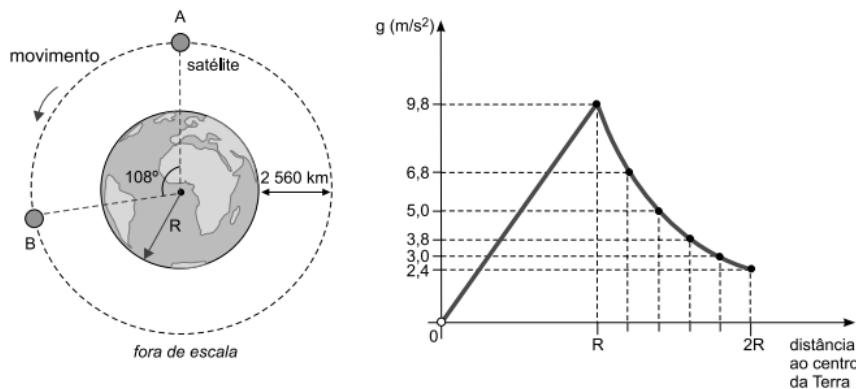 A
movimento
satélite
108º
2 560 km
R
B
fora de escala
g (m/s²)
9,8
6,8
5,0
3,8
3,0
2,4
0
R
2R
distância
ao centro
da Terra